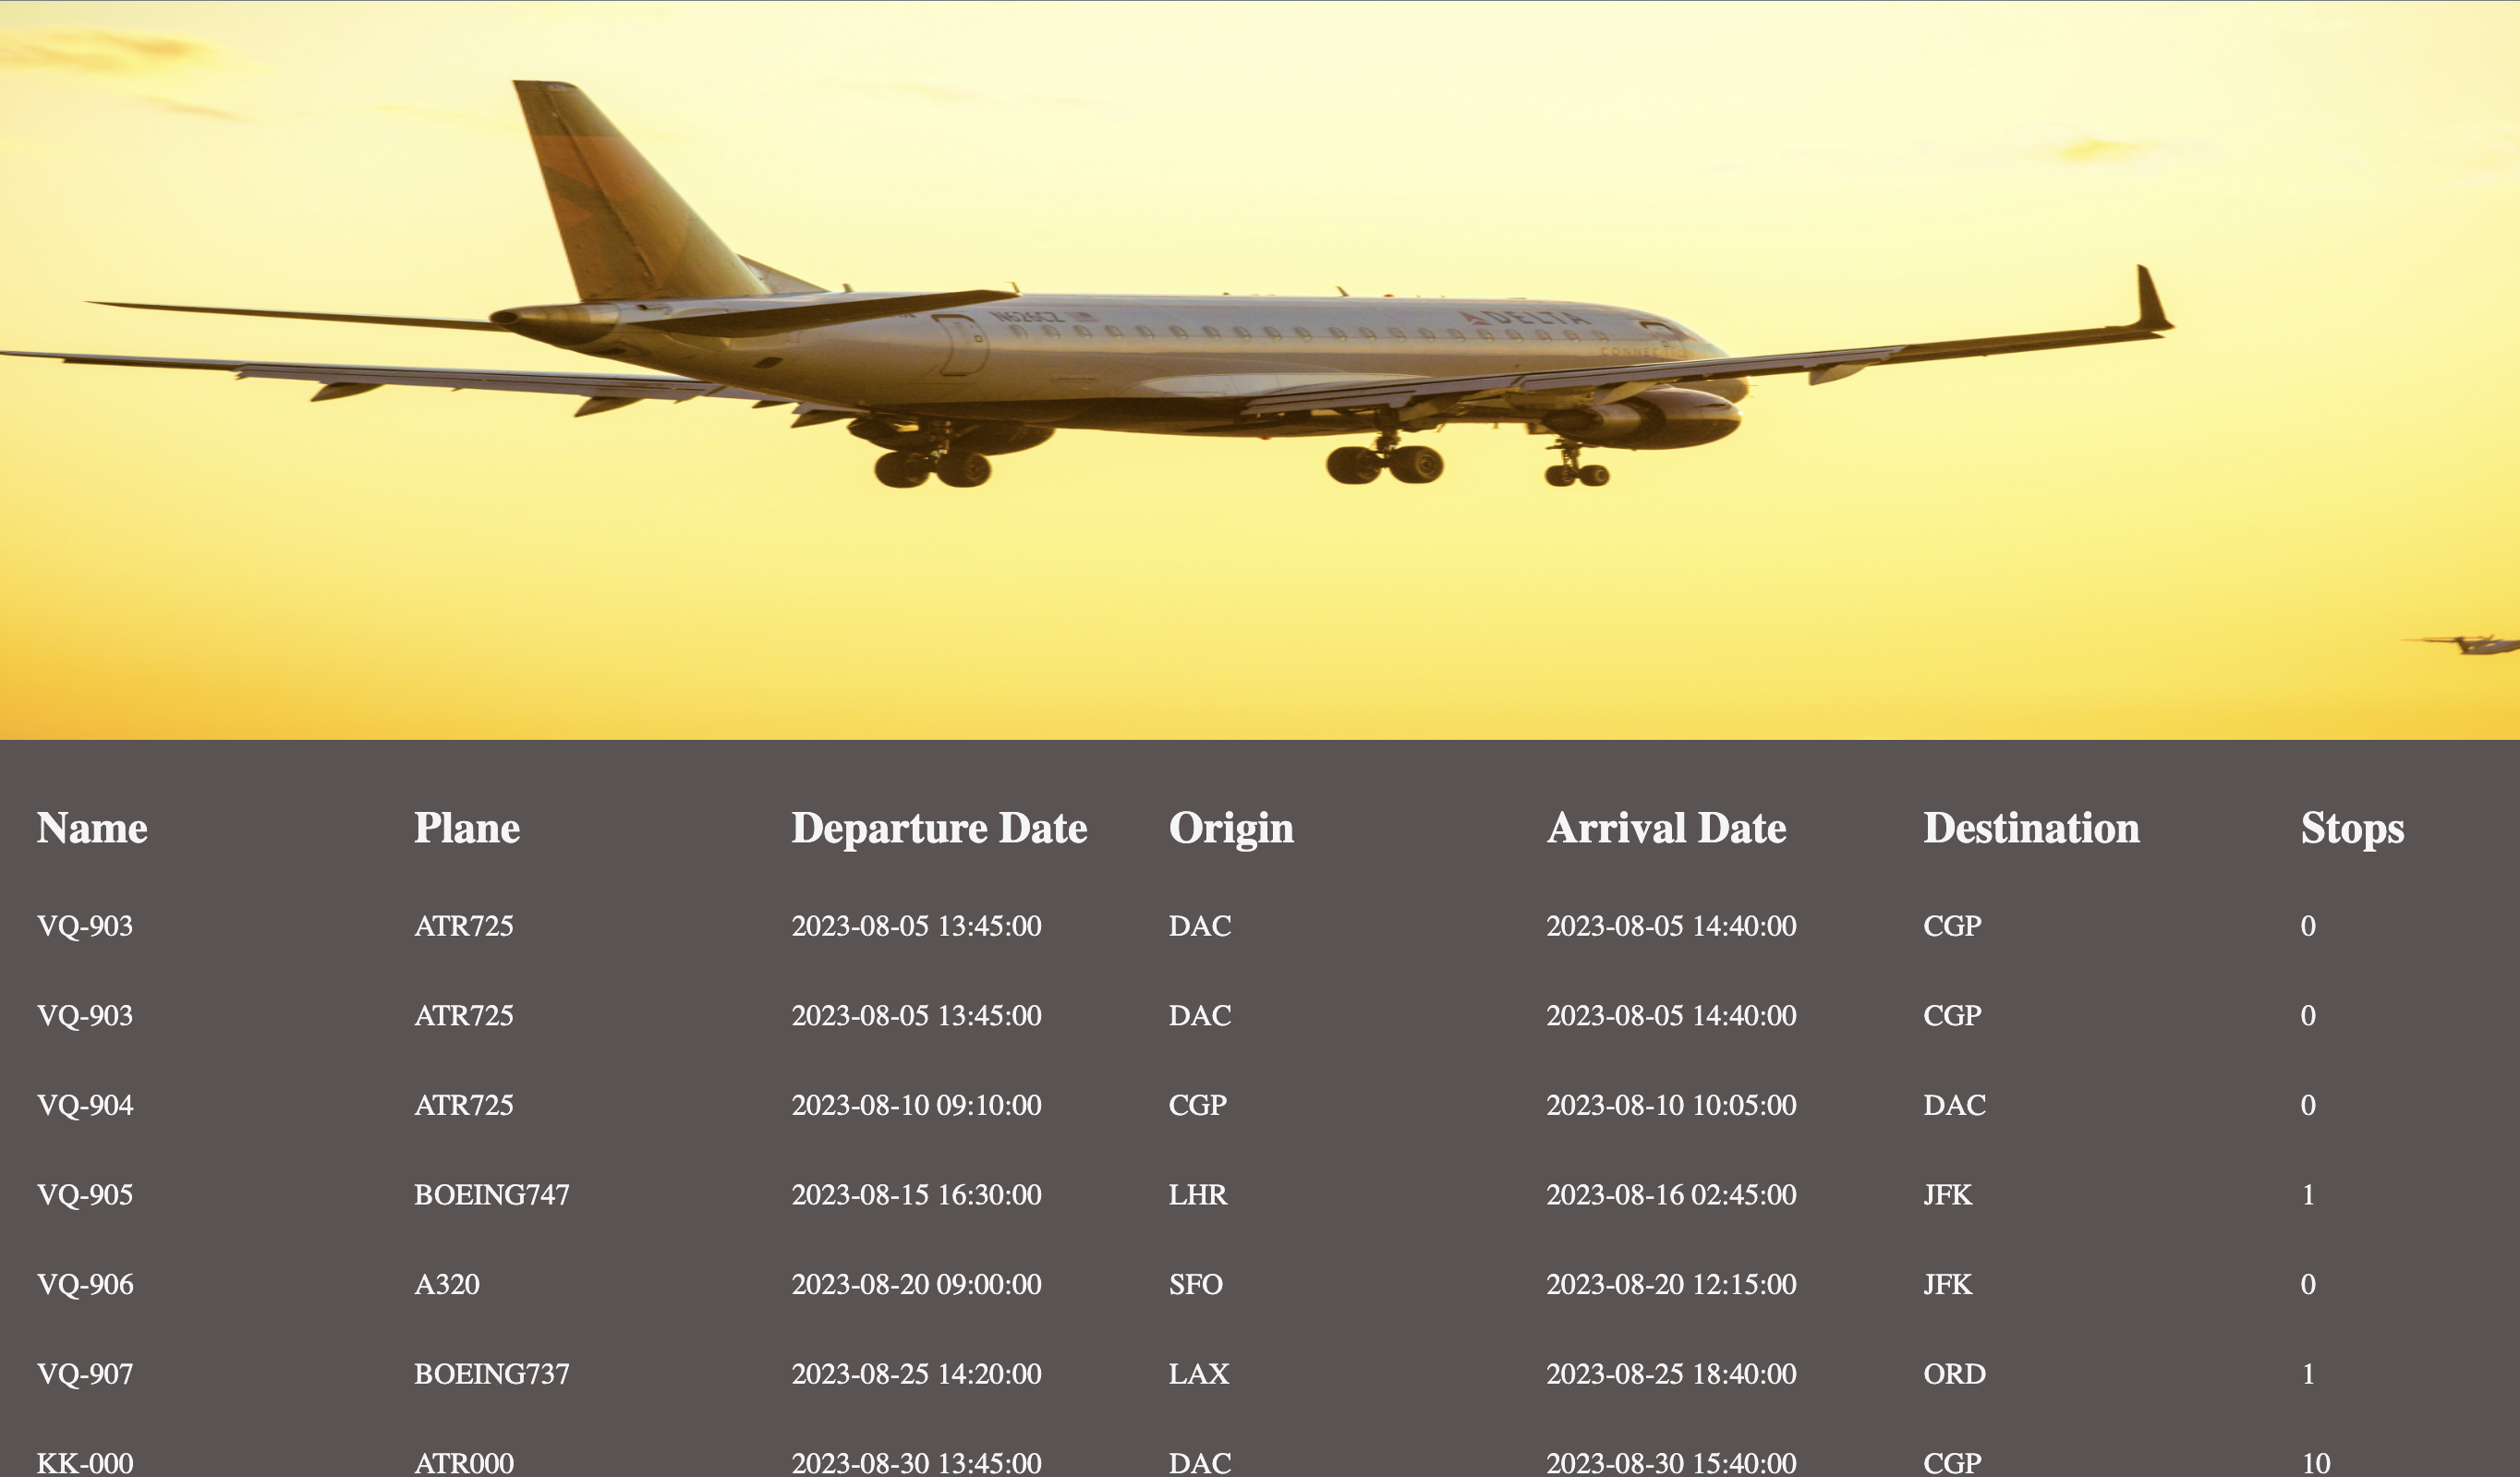 N626CZ
DELTA
CONNECTION
Name Plane Departure Date Origin Arrival Date Destination Stops
VQ-903 ATR725 2023-08-05 13:45:00 DAC 2023-08-05 14:40:00 CGP 0
VQ-903 ATR725 2023-08-05 13:45:00 DAC 2023-08-05 14:40:00 CGP 0
VQ-904 ATR725 2023-08-10 09:10:00 CGP 2023-08-10 10:05:00 DAC 0
VQ-905 BOEING747 2023-08-15 16:30:00 LHR 2023-08-16 02:45:00 JFK 1
VQ-906 A320 2023-08-20 09:00:00 SFO 2023-08-20 12:15:00 JFK 0
VQ-907 BOEING737 2023-08-25 14:20:00 LAX 2023-08-25 18:40:00 ORD 1
KK-000 ATR000 2023-08-30 13:45:00 DAC 2023-08-30 15:40:00 CGP 10